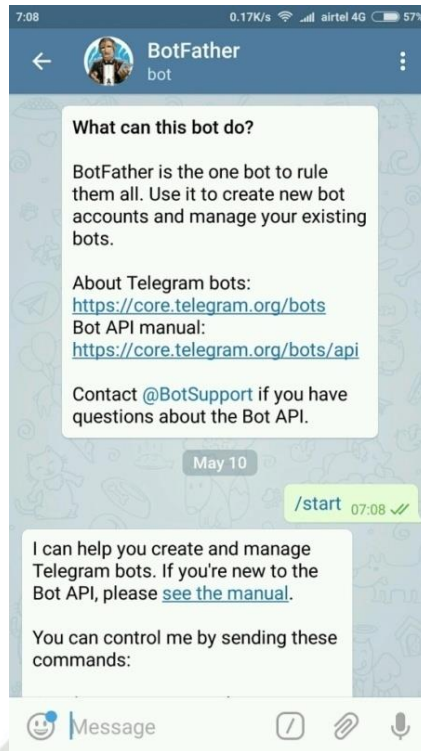 7:08
0.17K/s airtel 4G 57%
BotFather
bot
What can this bot do?
BotFather is the one bot to rule
them all. Use it to create new bot
accounts and manage your existing
bots.
About Telegram bots:
https://core.telegram.org/bots
Bot API manual:
https://core.telegram.org/bots/api
Contact @BotSupport if you have
questions about the Bot API.
May 10
/start 07:08
I can help you create and manage
Telegram bots. If you're new to the
Bot API, please see the manual.
You can control me by sending these
commands:
Message